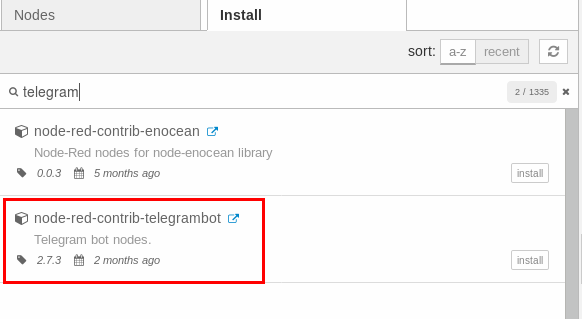 Nodes
Install
sort: a-z recent
telegram
2 / 1335
node-red-contrib-enocean
Node-Red nodes for node-enocean library
0.0.3 5 months ago
install
node-red-contrib-telegrambot
Telegram bot nodes.
2.7.3 2 months ago
install